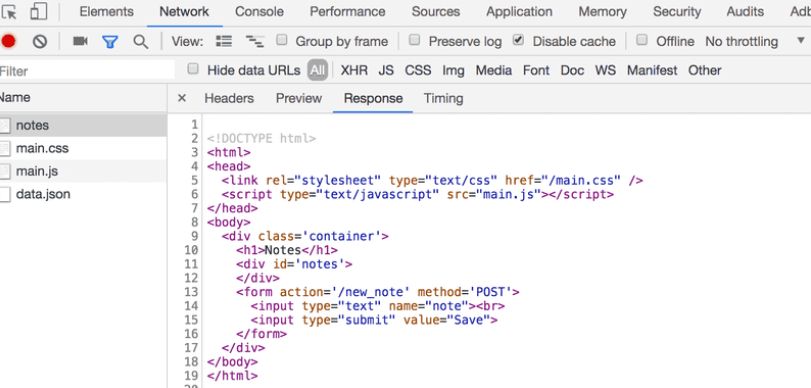 Elements Network Console Performance Sources Application Memory Security Audits Adb
View: Group by frame Preserve log Disable cache Offline No throttling
Filter Hide data URLs All XHR JS CSS Img Media Font Doc WS Manifest Other
Name × Headers Preview Response Timing
notes
main.css
main.js
data.json
1
2 <!DOCTYPE html>
3 <html>
4 <head>
5 <link rel="stylesheet" type="text/css" href="/main.css" />
6 <script type="text/javascript" src="main.js"></script>
7 </head>
8 <body>
9 <div class='container'>
10 <h1>Notes</h1>
11 <div id='notes'>
12 </div>
13 <form action='/new_note' method='POST'>
14 <input type="text" name="note"><br>
15 <input type="submit" value="Save">
16 </form>
17 </div>
18 </body>
19 </html>